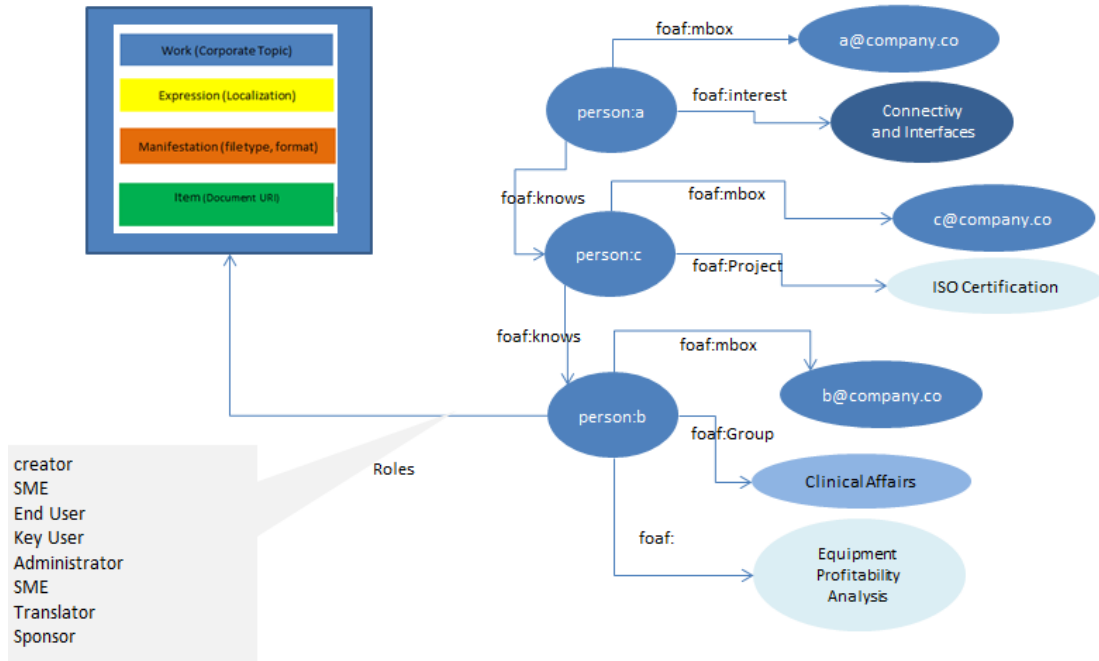 Work (Corporate Topic)
Expression (Localization)
Manifestation (file type, format)
Item (Document URI)
foaf:mbox
a@company.co
person:a
foaf:interest
Connectivy
and Interfaces
foaf:knows
foaf:mbox
c@company.co
person:c
foaf:Project
ISO Certification
foaf:knows
foaf:mbox
b@company.co
person:b
foaf:Group
Clinical Affairs
foaf:
Equipment
Profitability
Analysis
Roles
creator
SME
End User
Key User
Administrator
SME
Translator
Sponsor